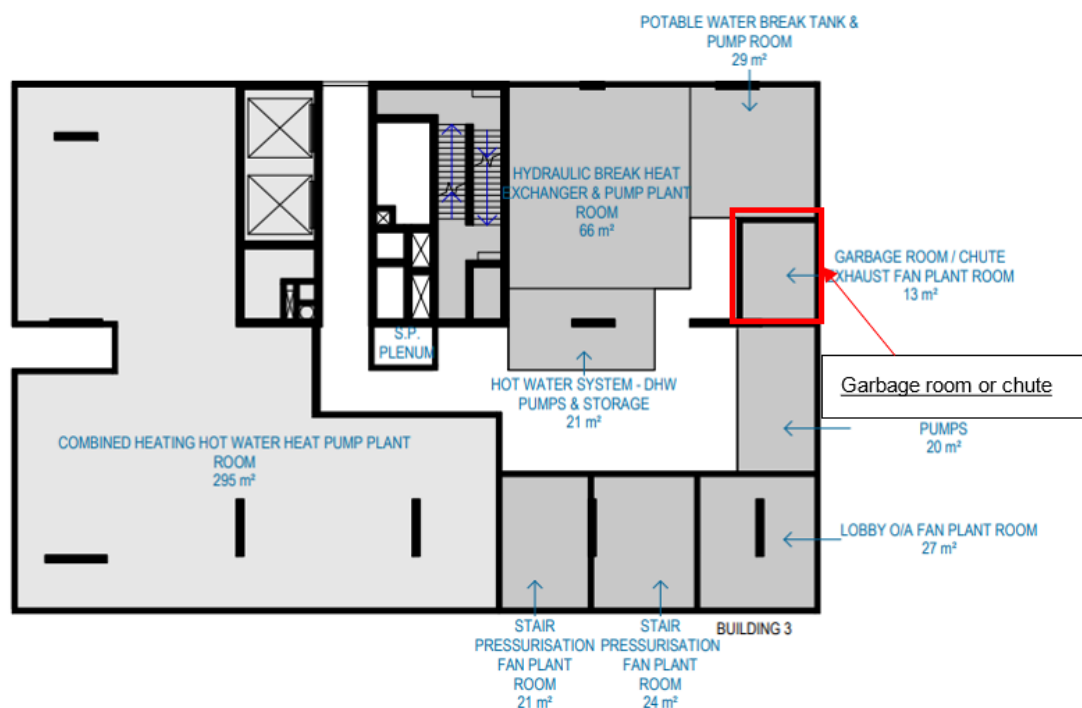 POTABLE WATER BREAK TANK &
PUMP ROOM
29 m²
HYDRAULIC BREAK HEAT
EXCHANGER & PUMP PLANT
ROOM
66 m²
GARBAGE ROOM / CHUTE
EXHAUST FAN PLANT ROOM
13 m²
S.P.
PLENUM
HOT WATER SYSTEM - DHW
PUMPS & STORAGE
21 m²
Garbage room or chute
PUMPS
20 m²
COMBINED HEATING HOT WATER HEAT PUMP PLANT
ROOM
295 m²
LOBBY O/A FAN PLANT ROOM
27 m²
STAIR
PRESSURISATION
FAN PLANT
ROOM
21 m²
STAIR
PRESSURISATION
FAN PLANT
ROOM
24 m²
BUILDING 3